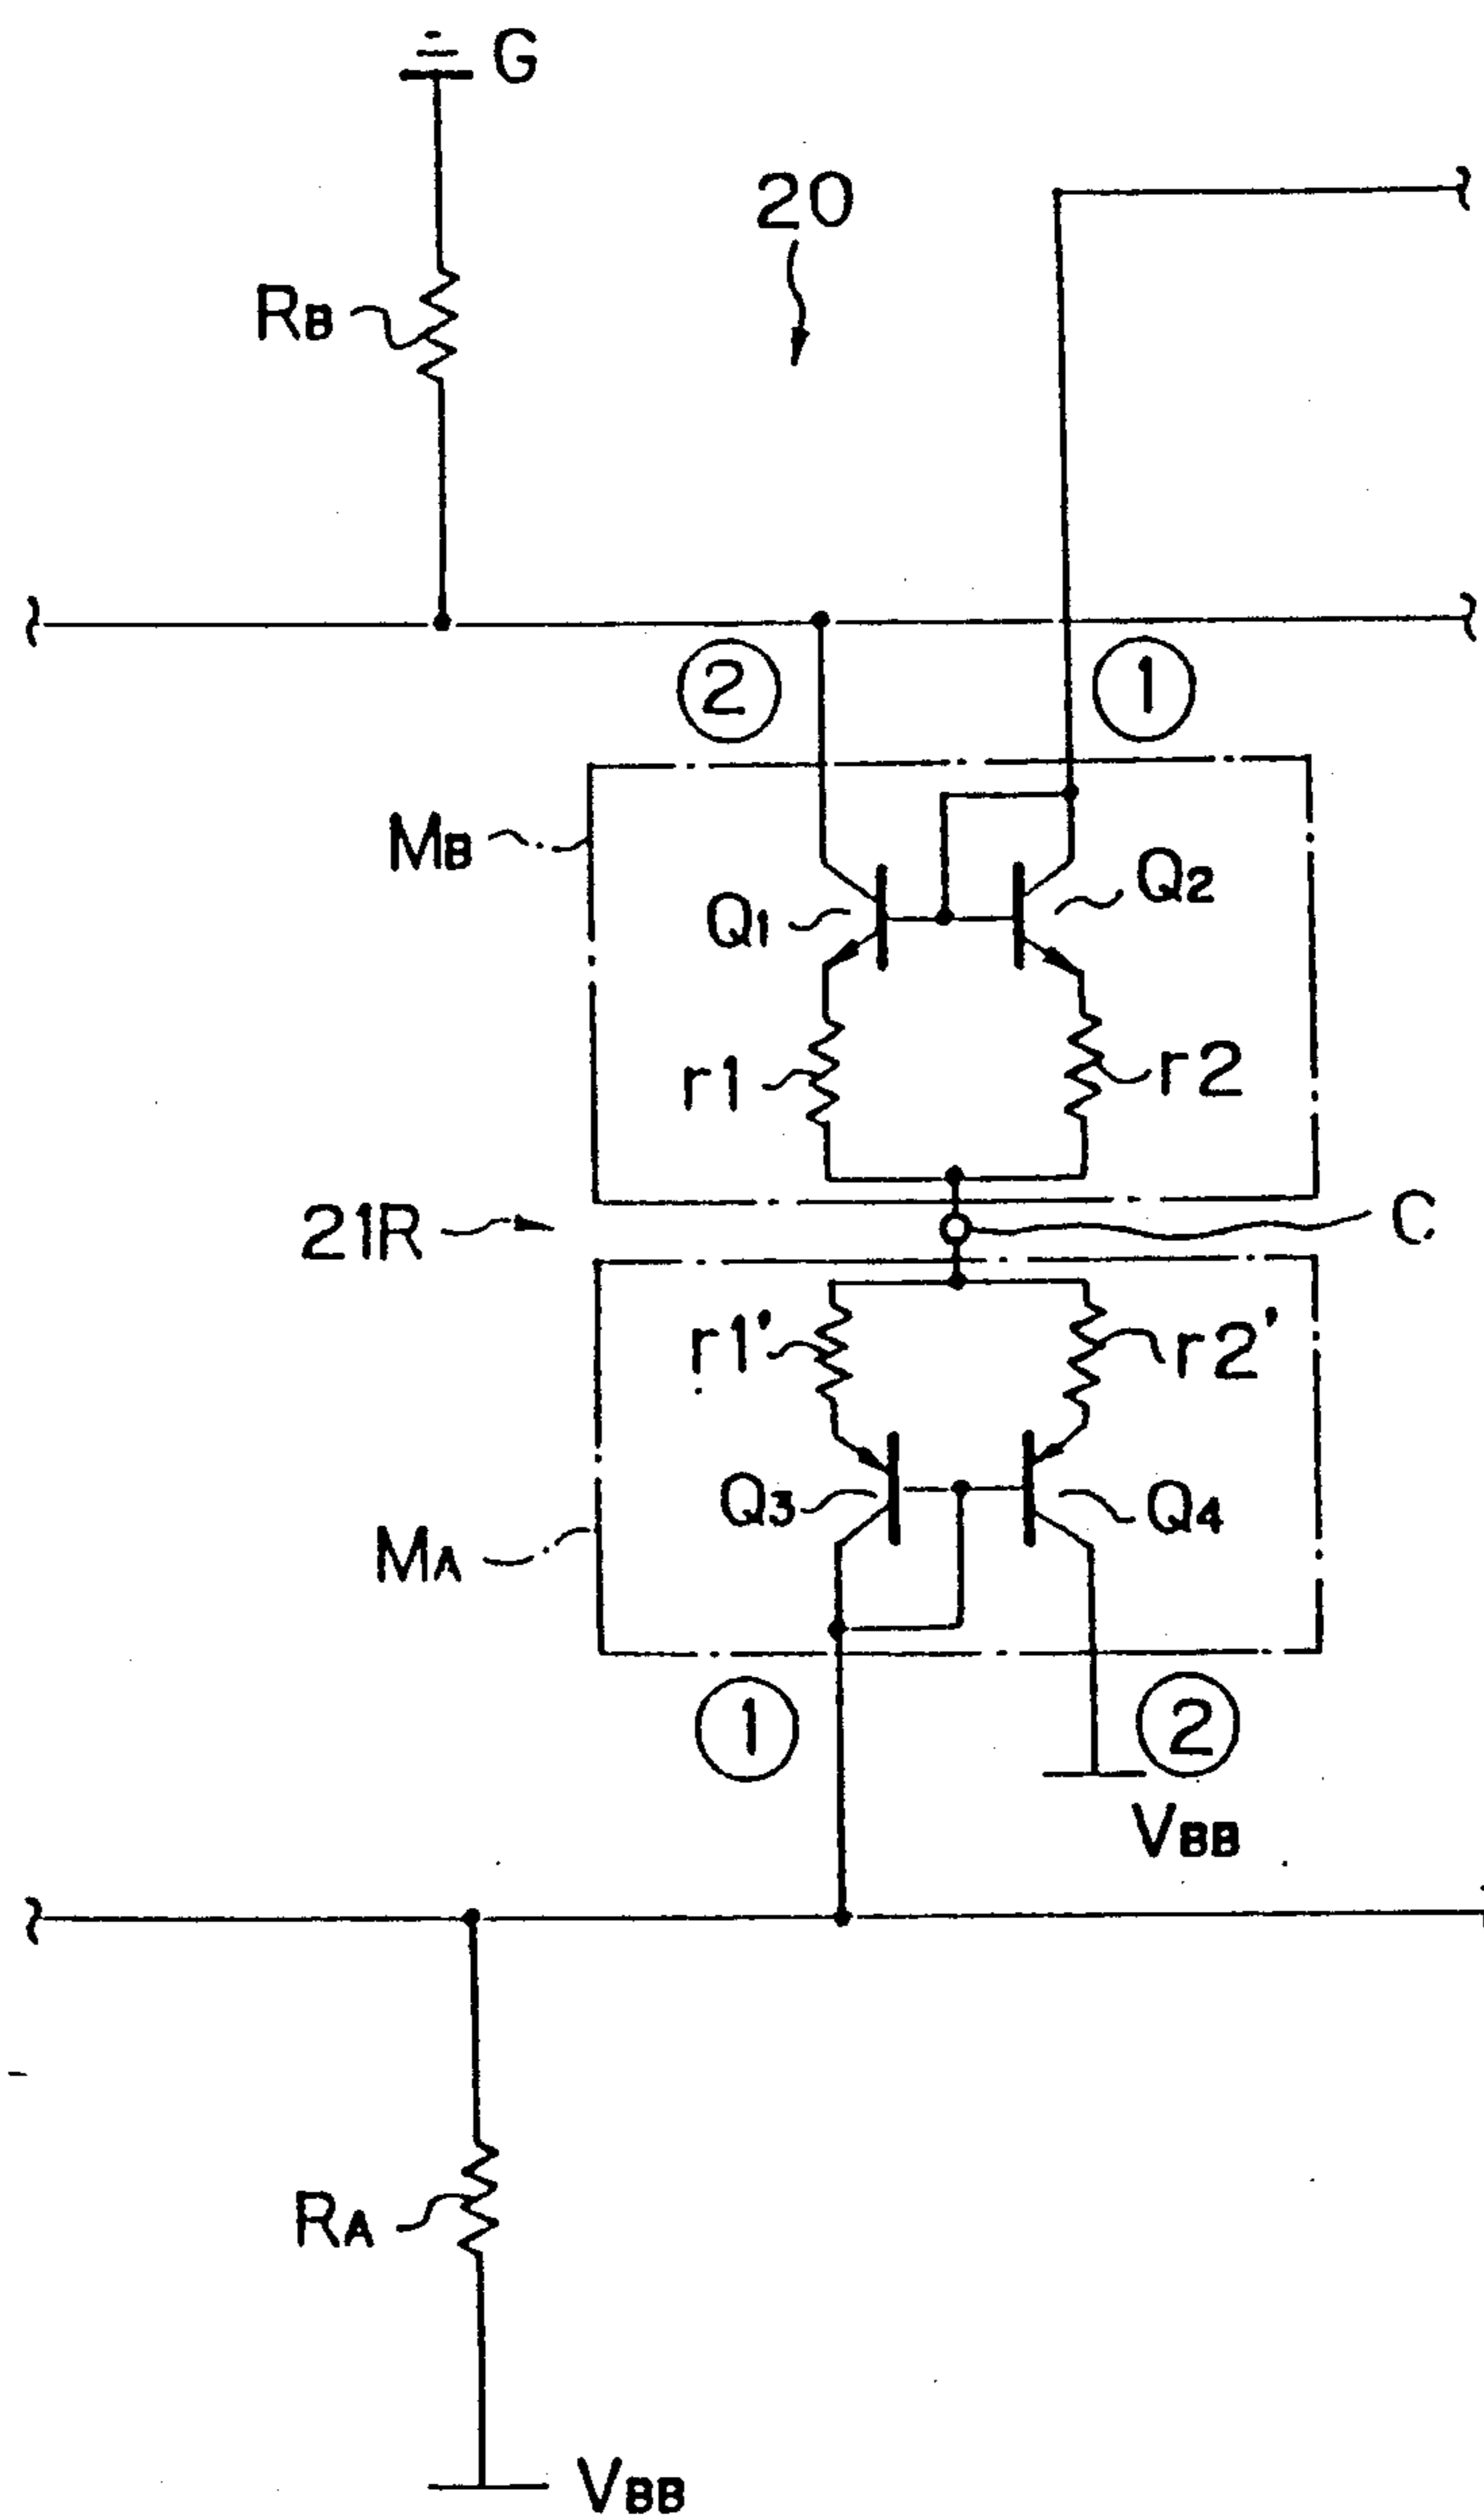 G
20
RB
② ①
MB
Q1 Q2
r1 r2
21R C
r1' r2'
Q3 Q4
MA
① ②
VBB
RA
VBB